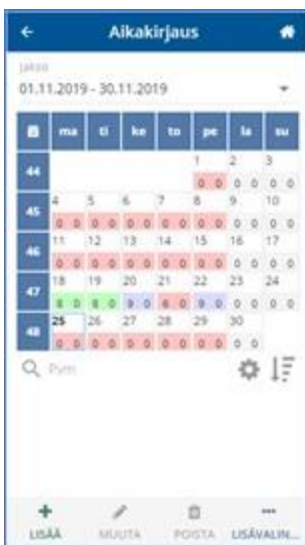 Aikakirjaus
Jakso
01.11.2019 - 30.11.2019
ma ti ke to pe la su
44 1 2 3
0 0 0 0 0 0
45 4 5 6 7 8 9 10
0 0 0 0 0 0 0 0 0 0 0 0 0 0
46 11 12 13 14 15 16 17
0 0 0 0 0 0 0 0 0 0 0 0 0 0
47 18 19 20 21 22 23 24
8 0 8 0 9 0 8 0 9 0 0 0 0 0
48 25 26 27 28 29 30
0 0 0 0 0 0 0 0 0 0 0 0
Pvm
LISÄÄ MUUTA POISTA LISÄVALIN...